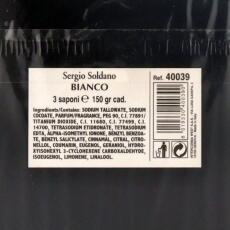 Sergio Soldano
BIANCO
Ref. 40039
3 saponi ℮ 150 gr cad.
Ingredients/Contains: SODIUM TALLOWATE, SODIUM
COCOATE, PARFUM/FRAGRANCE, PEG 90, C.I. 77891/
TITANIUM DIOXIDE, C.I. 11680, C.I. 77499, C.I.
14700, TETRASODIUM ETIDRONATE, TETRASODIUM
EDTA, ALPHA-ISOMETHYL IONONE, BENZYL BENZOA-
TE, BENZYL SALICYLATE, CINNAMAL, CITRAL, CITRO-
NELLOL, COUMARIN, EUGENOL, GERANIOL, HYDROXY-
ISOHEXYL 3-CYCLOHEXENE CARBOXALDEHYDE,
ISOEUGENOL, LIMONENE, LINALOOL.